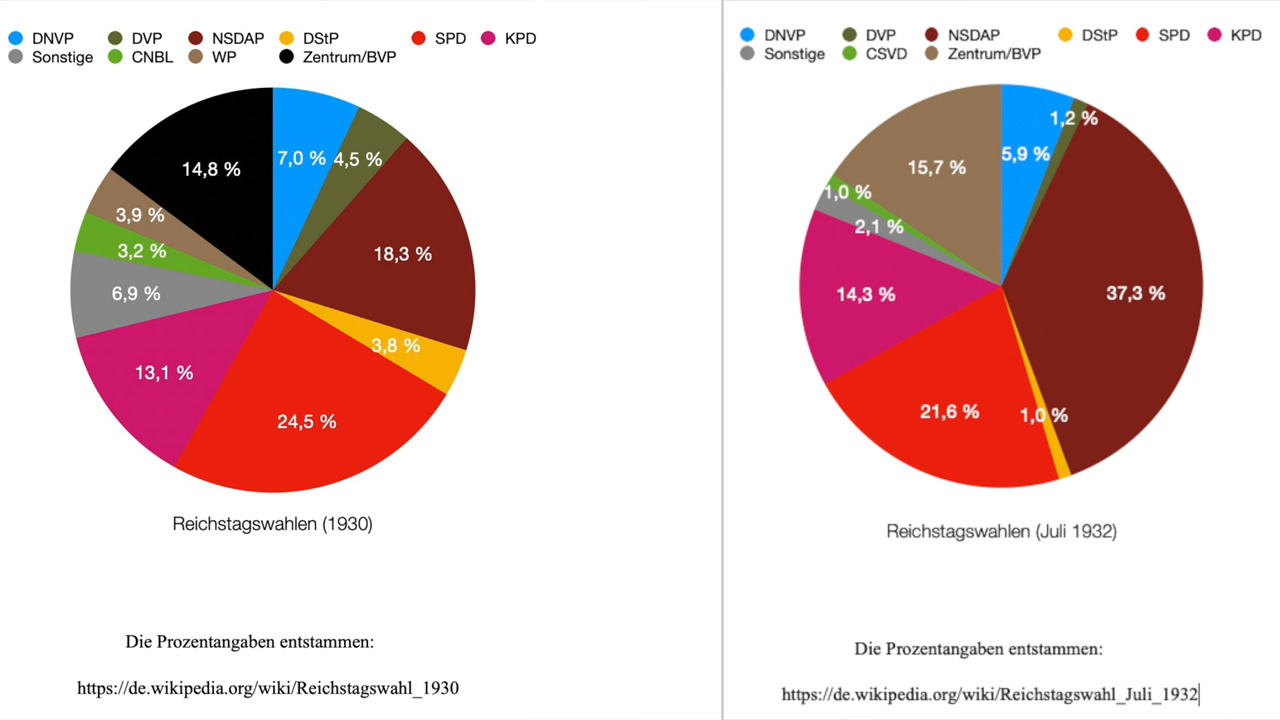 DNVP DVP NSDAP DStP SPD KPD
Sonstige CNBL WP Zentrum/BVP
14,8 %
7,0 %
4,5 %
3,9 %
18,3 %
3,2 %
6,9 %
3,8 %
13,1 %
24,5 %
Reichstagswahlen (1930)
Die Prozentangaben entstammen:
https://de.wikipedia.org/wiki/Reichstagswahl_1930
DNVP DVP NSDAP DStP SPD KPD
Sonstige CSVD Zentrum/BVP
1,2 %
5,9 %
15,7 %
1,0 %
2,1 %
37,3 %
14,3 %
21,6 %
1,0 %
Reichstagswahlen (Juli 1932)
Die Prozentangaben entstammen:
https://de.wikipedia.org/wiki/Reichstagswahl_Juli_1932